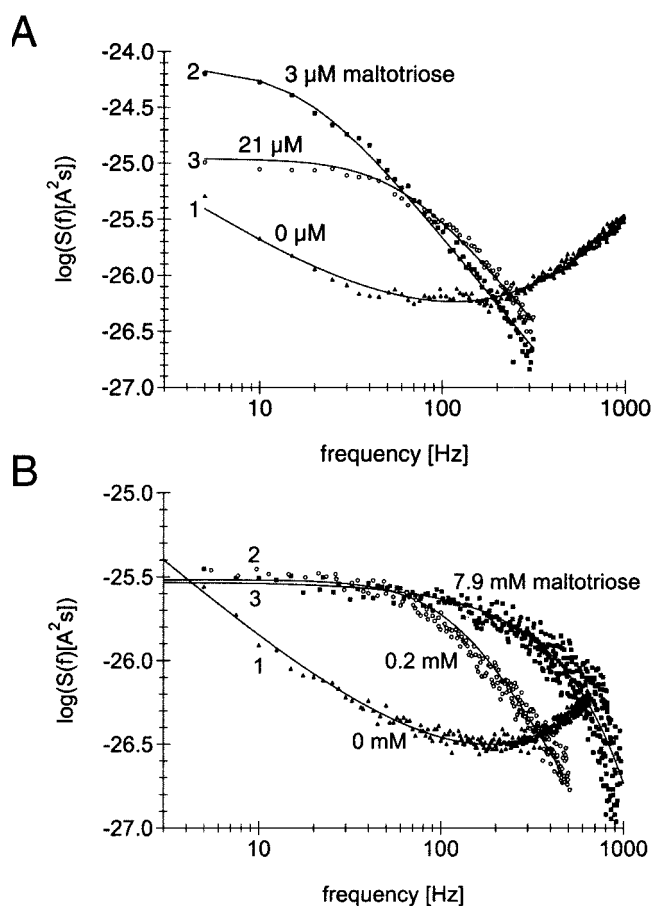 A
log(S(f)[A²s]
-24.0
-24.5
-25.0
-25.5
-26.0
-26.5
-27.0
2
3 µM maltotriose
3
21 µM
1
0 µM
10
100
1000
frequency [Hz]
B
log(S(f)[A²s]
-25.0
-25.5
-26.0
-26.5
-27.0
2
3
7.9 mM maltotriose
1
0.2 mM
0 mM
10
100
1000
frequency [Hz]